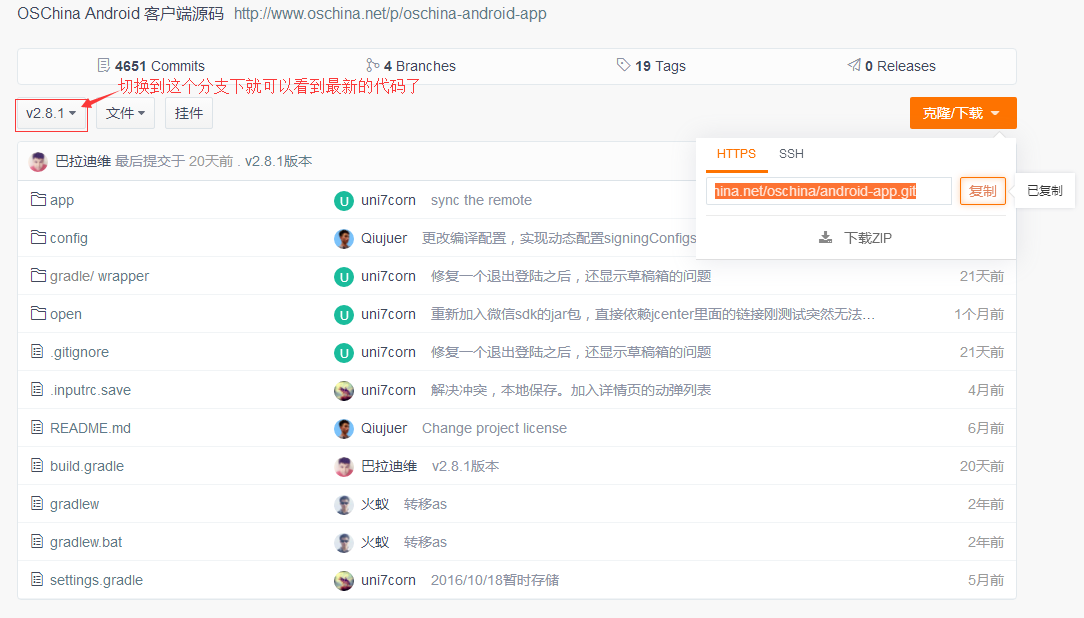 OSChina Android 客户端源码 http://www.oschina.net/p/oschina-android-app
4651 Commits 4 Branches 19 Tags 0 Releases
切换到这个分支下就可以看到最新的代码了
v2.8.1 文件 挂件 克隆/下载
巴拉迪维 最后提交于 20天前 . v2.8.1版本
HTTPS SSH
hina.net/oschina/android-app.git 复制 已复制
下载ZIP
app U uni7corn sync the remote
config Qiujuer 更改编译配置，实现动态配置signingConfigs
gradle/ wrapper U uni7corn 修复一个退出登陆之后，还显示草稿箱的问题 21天前
open U uni7corn 重新加入微信sdk的jar包，直接依赖jcenter里面的链接刚测试突然无法… 1个月前
.gitignore U uni7corn 修复一个退出登陆之后，还显示草稿箱的问题 21天前
.inputrc.save uni7corn 解决冲突，本地保存。加入详情页的动弹列表 4月前
README.md Qiujuer Change project license 6月前
build.gradle 巴拉迪维 v2.8.1版本 20天前
gradlew 火蚁 转移as 2年前
gradlew.bat 火蚁 转移as 2年前
settings.gradle uni7corn 2016/10/18暂时存储 5月前